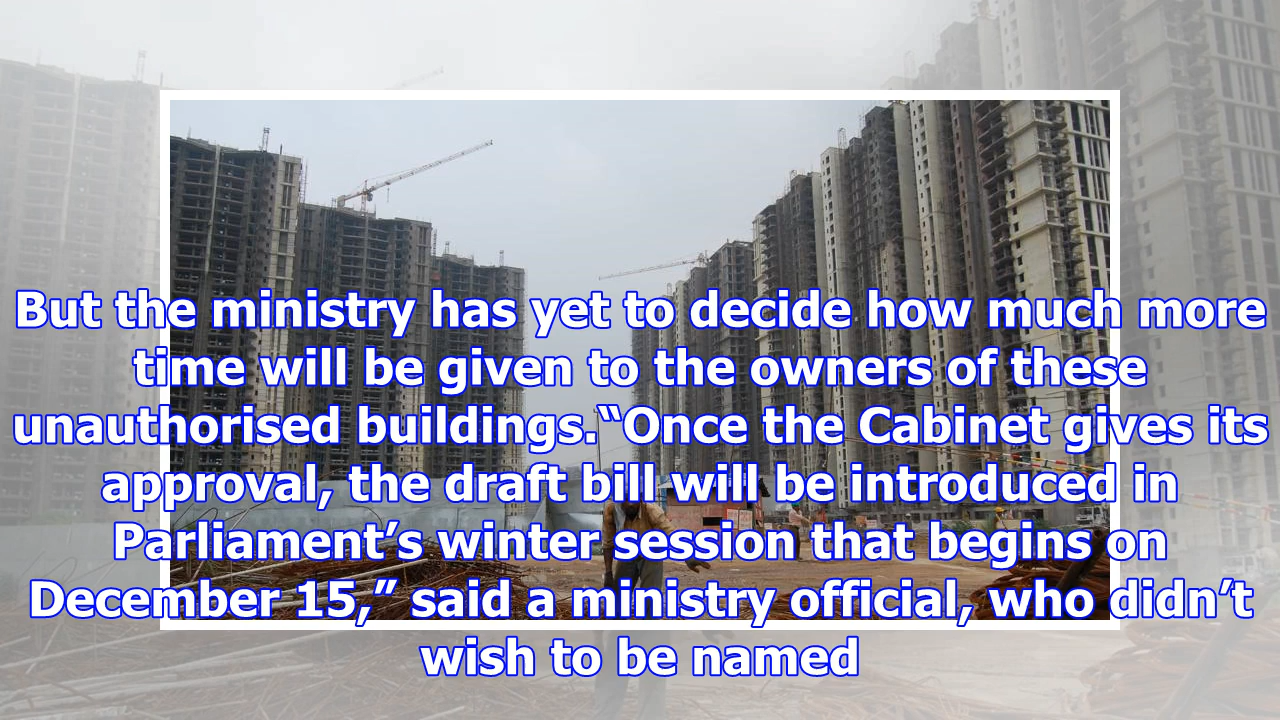 But the ministry has yet to decide how much more
time will be given to the owners of these
unauthorised buildings.“Once the Cabinet gives its
approval, the draft bill will be introduced in
Parliament’s winter session that begins on
December 15,” said a ministry official, who didn’t
wish to be named